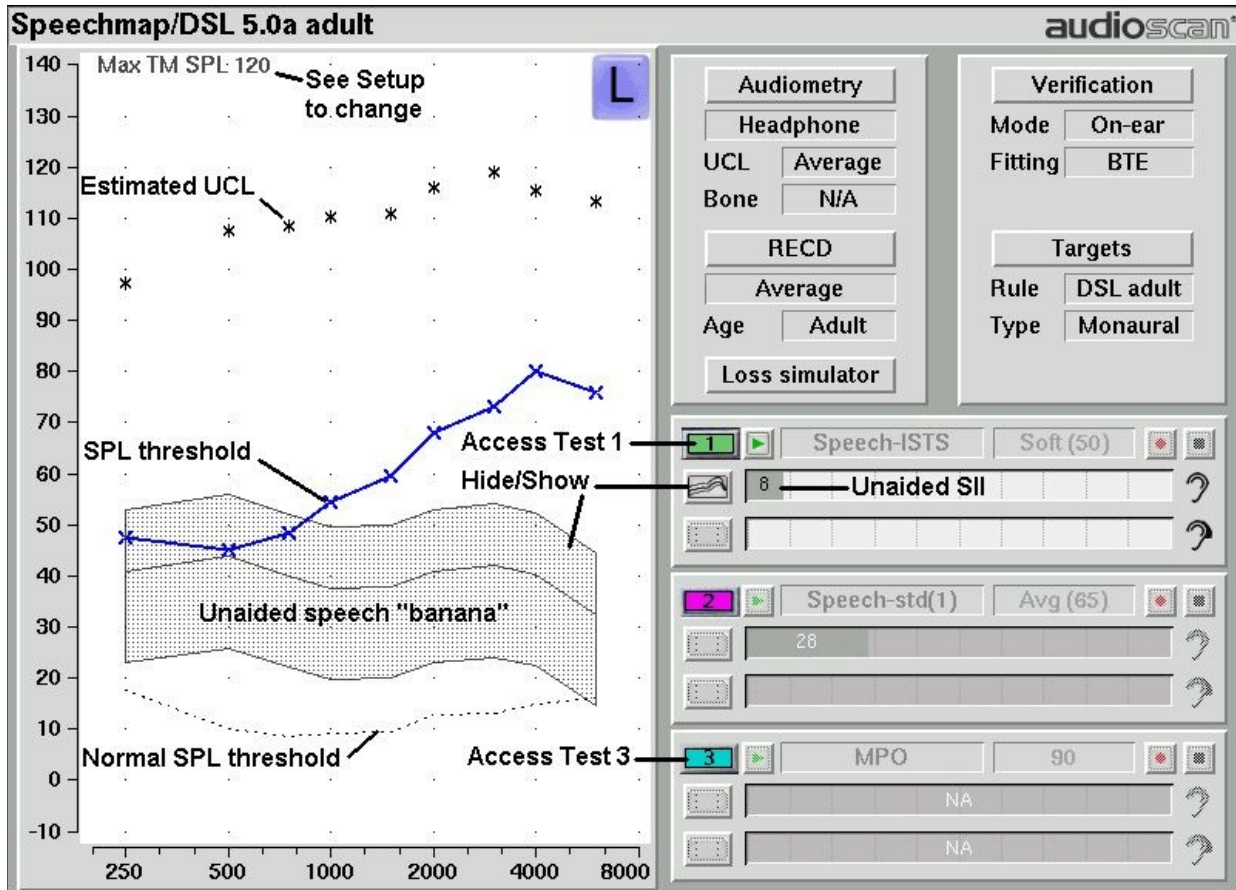 Speechmap/DSL 5.0a adult
audioscan
140
Max TM SPL: 120
See Setup
to change
L
130
120
Estimated UCL
110
100
90
80
70
SPL threshold
60
50
40
Unaided speech "banana"
30
20
10
Normal SPL threshold
0
-10
250 500 1000 2000 4000 8000
Audiometry
Headphone
UCL Average
Bone N/A
RECD
Average
Age Adult
Loss simulator
Verification
Mode On-ear
Fitting BTE
Targets
Rule DSL adult
Type Monaural
Access Test 1
1 Speech-ISTS Soft (50)
Hide/Show
8 Unaided SII
2 Speech-std(1) Avg (65)
28
Access Test 3
3 MPO 90
NA
NA